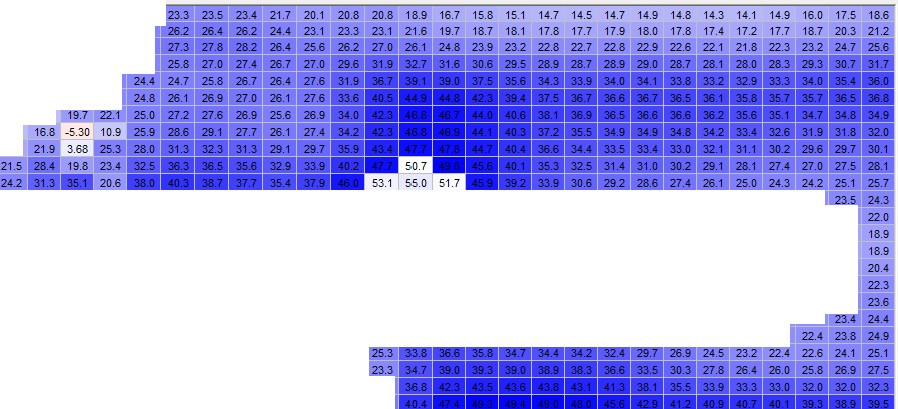 23.3 23.5 23.4 21.7 20.1 20.8 20.8 18.9 16.7 15.8 15.1 14.7 14.5 14.7 14.9 14.8 14.3 14.1 14.9 16.0 17.5 18.6
26.2 26.4 26.2 24.4 23.1 23.3 23.1 21.6 19.7 18.7 18.1 17.8 17.7 17.9 18.0 17.8 17.4 17.2 17.7 18.7 20.3 21.2
27.3 27.8 28.2 26.4 25.6 26.2 27.0 26.1 24.8 23.9 23.2 22.8 22.7 22.8 22.9 22.6 22.1 21.8 22.3 23.2 24.7 25.6
25.8 27.0 27.4 26.7 27.0 29.6 31.9 32.7 31.6 30.6 29.5 28.9 28.7 28.9 29.0 28.7 28.1 28.0 28.3 29.3 30.7 31.7
24.4 24.7 25.8 26.7 26.4 27.6 31.9 36.7 39.1 39.0 37.5 35.6 34.3 33.9 34.0 34.1 33.8 33.2 32.9 33.3 34.0 35.4 36.0
24.8 26.1 26.9 27.0 26.1 27.6 33.6 40.5 44.9 44.8 42.3 39.4 37.5 36.7 36.6 36.7 36.5 36.1 35.8 35.7 35.7 36.5 36.8
19.7 22.1 25.0 27.2 27.6 26.9 25.6 26.9 34.0 42.3 46.8 46.7 44.0 40.6 38.1 36.9 36.5 36.6 36.7 36.2 35.6 35.1 34.7 34.8 34.9
16.8 -5.30 10.9 25.9 28.6 29.1 27.7 26.1 27.4 34.2 42.3 46.8 46.9 44.1 40.3 37.2 35.5 34.9 34.9 34.8 34.2 33.4 32.6 31.9 31.8 32.0
21.9 3.68 25.3 28.0 31.3 32.3 31.3 29.1 29.7 35.9 43.4 47.8 47.7 44.7 40.4 36.6 34.4 33.5 33.4 33.0 32.1 31.1 30.2 29.6 29.7 30.1
21.5 28.4 19.8 23.4 32.5 36.3 36.5 35.6 32.9 33.9 40.2 47.7 50.7 49.8 45.6 40.1 35.3 32.5 31.4 31.0 30.2 29.1 28.1 27.4 27.0 27.5 28.1
24.2 31.3 35.1 20.6 38.0 40.3 38.7 37.7 35.4 37.9 46.0 53.1 55.0 51.7 45.9 39.2 33.9 30.6 29.2 28.6 27.4 26.1 25.0 24.3 24.2 25.1 25.7
23.5 24.3
22.0
18.9
18.9
20.4
22.3
23.6
23.4 24.4
22.4 23.8 24.9
25.3 33.8 36.6 35.8 34.7 34.4 34.2 32.4 29.7 26.9 24.5 23.2 22.4 22.6 24.1 25.1
23.3 34.7 39.0 39.3 39.0 38.9 38.3 36.6 33.5 30.3 27.8 26.4 26.0 25.8 26.9 27.5
36.8 42.3 43.5 43.6 43.8 43.1 41.3 38.1 35.5 33.9 33.3 33.0 32.0 32.0 32.3
40.4 47.4 49.3 49.4 49.0 48.0 45.6 42.9 41.2 40.9 40.7 40.1 39.3 38.9 39.5